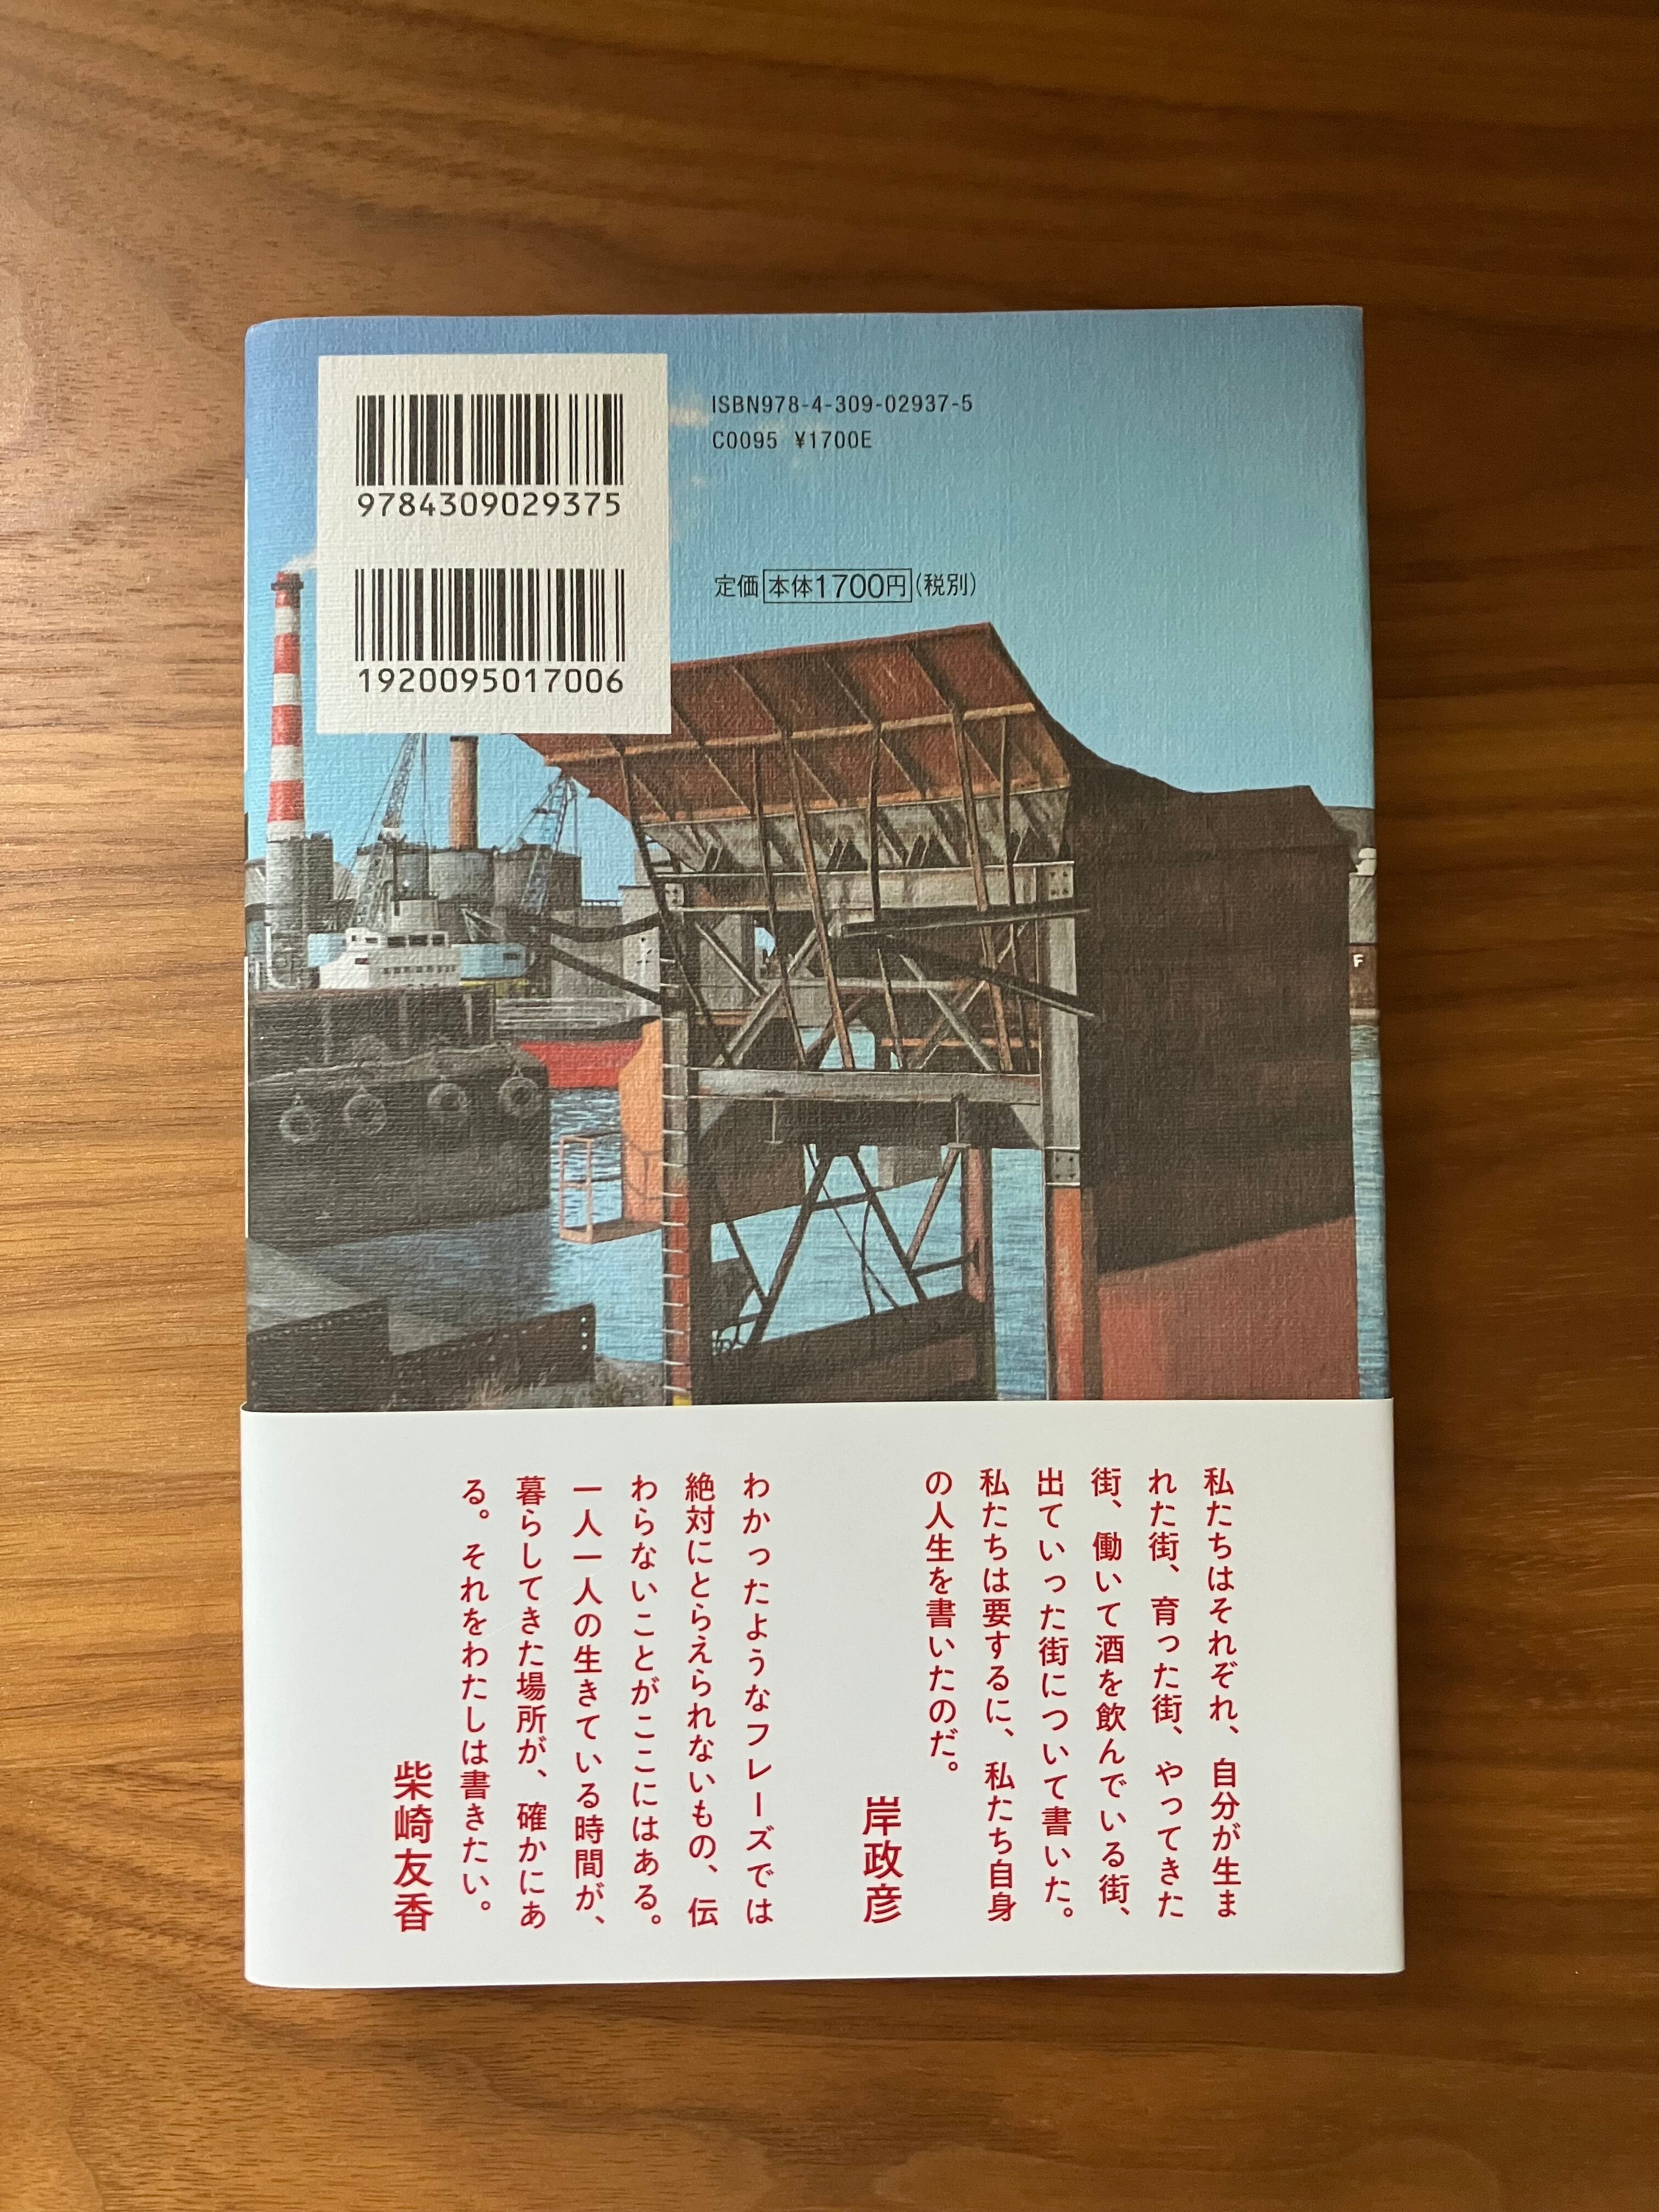 9784309029375
1920095017006
ISBN978-4-309-02937-5
C0095 ¥1700E
定価 本体1700円(税別)
F
私たちはそれぞれ、自分が生ま
れた街、育った街、やってきた
街、働いて酒を飲んでいる街、
出ていった街について書いた。
私たちは要するに、私たち自身
の人生を書いたのだ。
岸政彦
わかったようなフレーズでは
絶対にとらえられないもの、伝
わらないことがここにはある。
一人一人の生きている時間が、
暮らしてきた場所が、確かにあ
る。それをわたしは書きたい。
柴崎友香